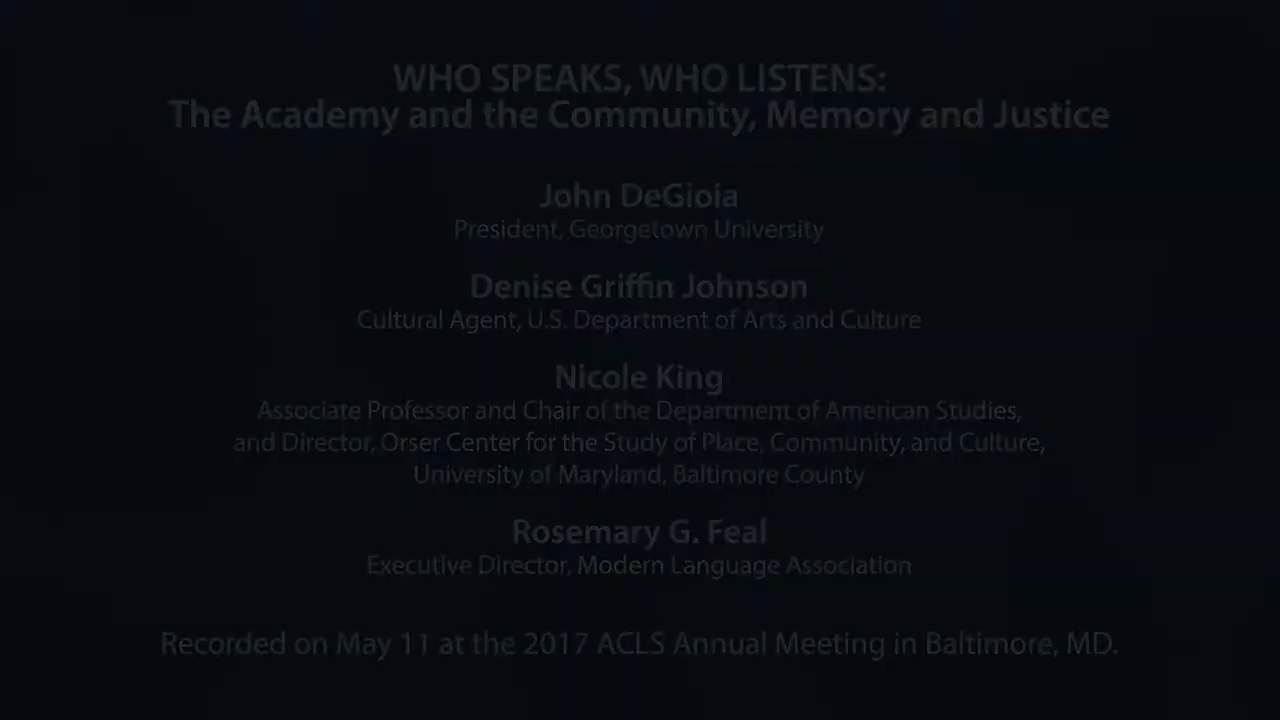 WHO SPEAKS, WHO LISTENS:
The Academy and the Community, Memory and Justice
John DeGioia
President, Georgetown University
Denise Griffin Johnson
Cultural Agent, U.S. Department of Arts and Culture
Nicole King
Associate Professor and Chair of the Department of American Studies,
and Director, Orser Center for the Study of Place, Community, and Culture,
University of Maryland, Baltimore County
Rosemary G. Feal
Executive Director, Modern Language Association
Recorded on May 11 at the 2017 ACLS Annual Meeting in Baltimore, MD.